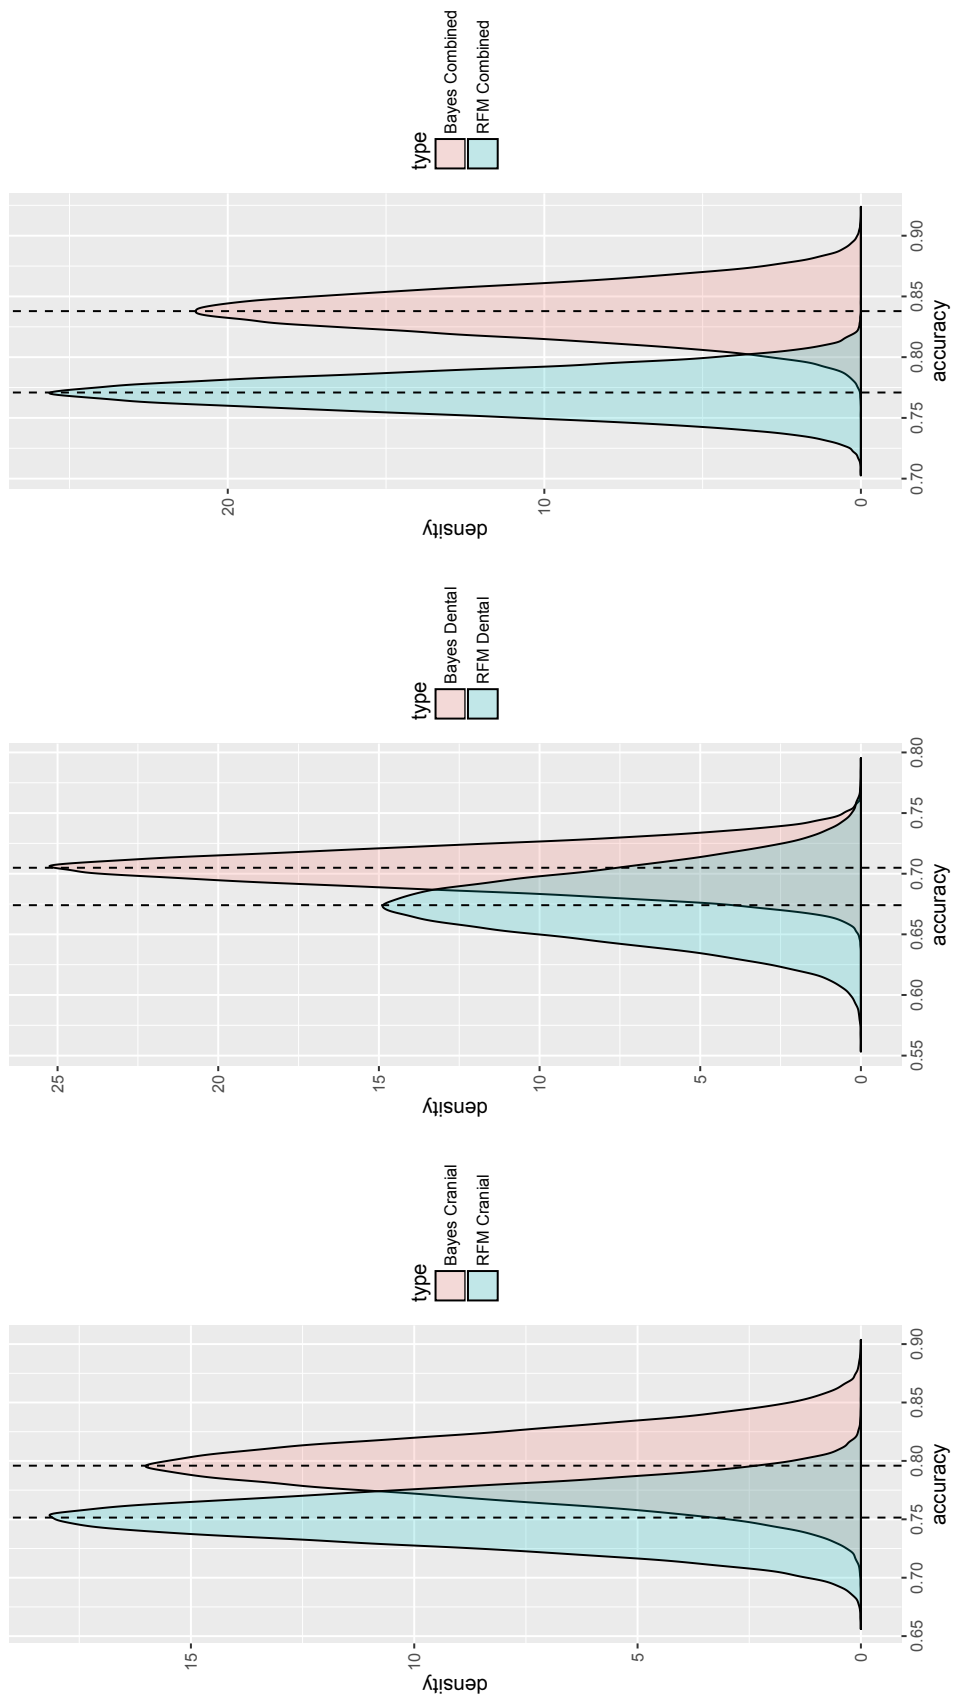 density
15
10
5
0
0.65
0.70
0.75
0.80
0.85
0.90
accuracy
type
Bayes Cranial
RFM Cranial
density
25
20
15
10
5
0
0.55
0.60
0.65
0.70
0.75
0.80
accuracy
type
Bayes Dental
RFM Dental
density
20
10
0
0.70
0.75
0.80
0.85
0.90
accuracy
type
Bayes Combined
RFM Combined